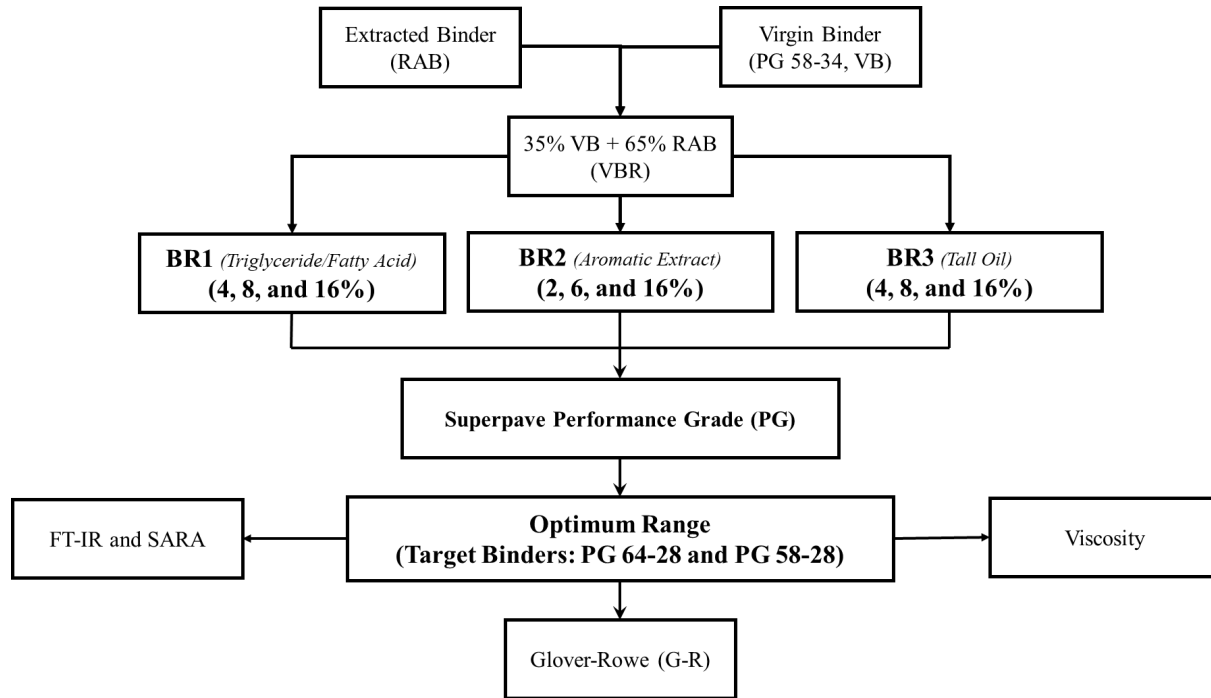 Extracted Binder
(RAB)
Virgin Binder
(PG 58-34, VB)
35% VB + 65% RAB
(VBR)
BR1 (Triglyceride/Fatty Acid)
(4, 8, and 16%)
BR2 (Aromatic Extract)
(2, 6, and 16%)
BR3 (Tall Oil)
(4, 8, and 16%)
Superpave Performance Grade (PG)
FT-IR and SARA
Optimum Range
(Target Binders: PG 64-28 and PG 58-28)
Viscosity
Glover-Rowe (G-R)